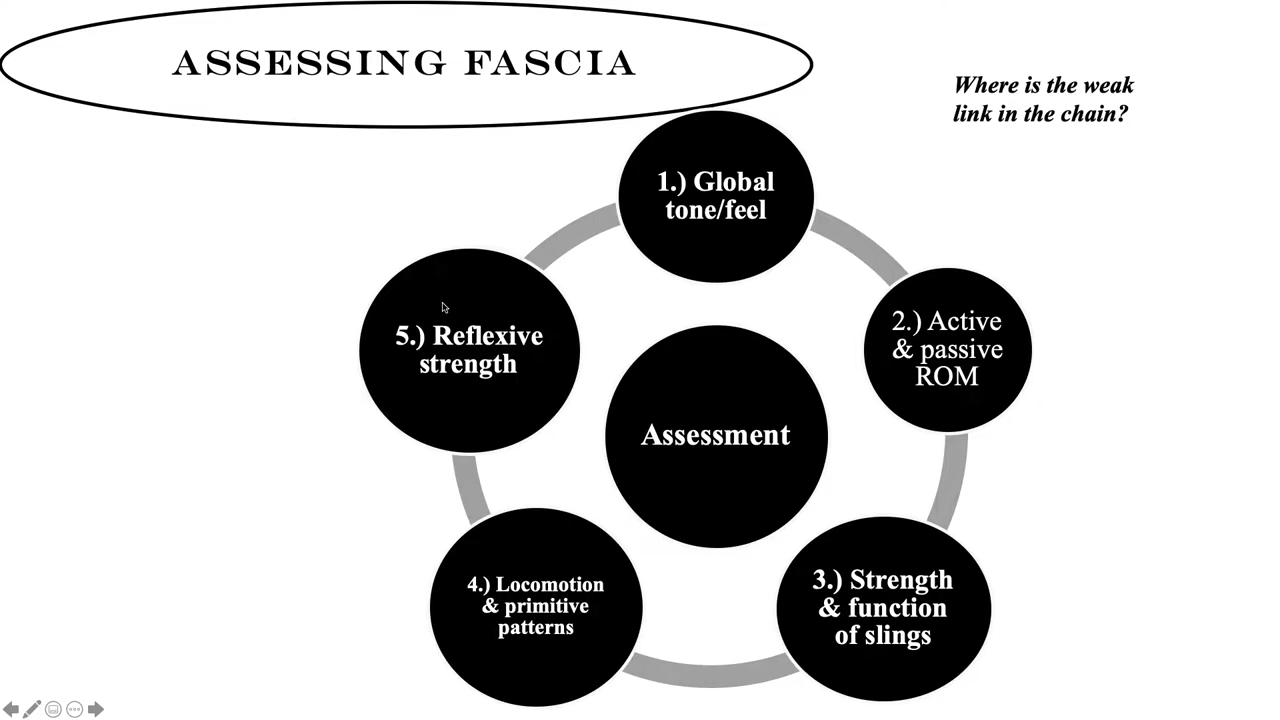 ASSESSING FASCIA
Where is the weak
link in the chain?
1.) Global
tone/feel
2.) Active
& passive
ROM
3.) Strength
& function
of slings
4.) Locomotion
& primitive
patterns
5.) Reflexive
strength
Assessment